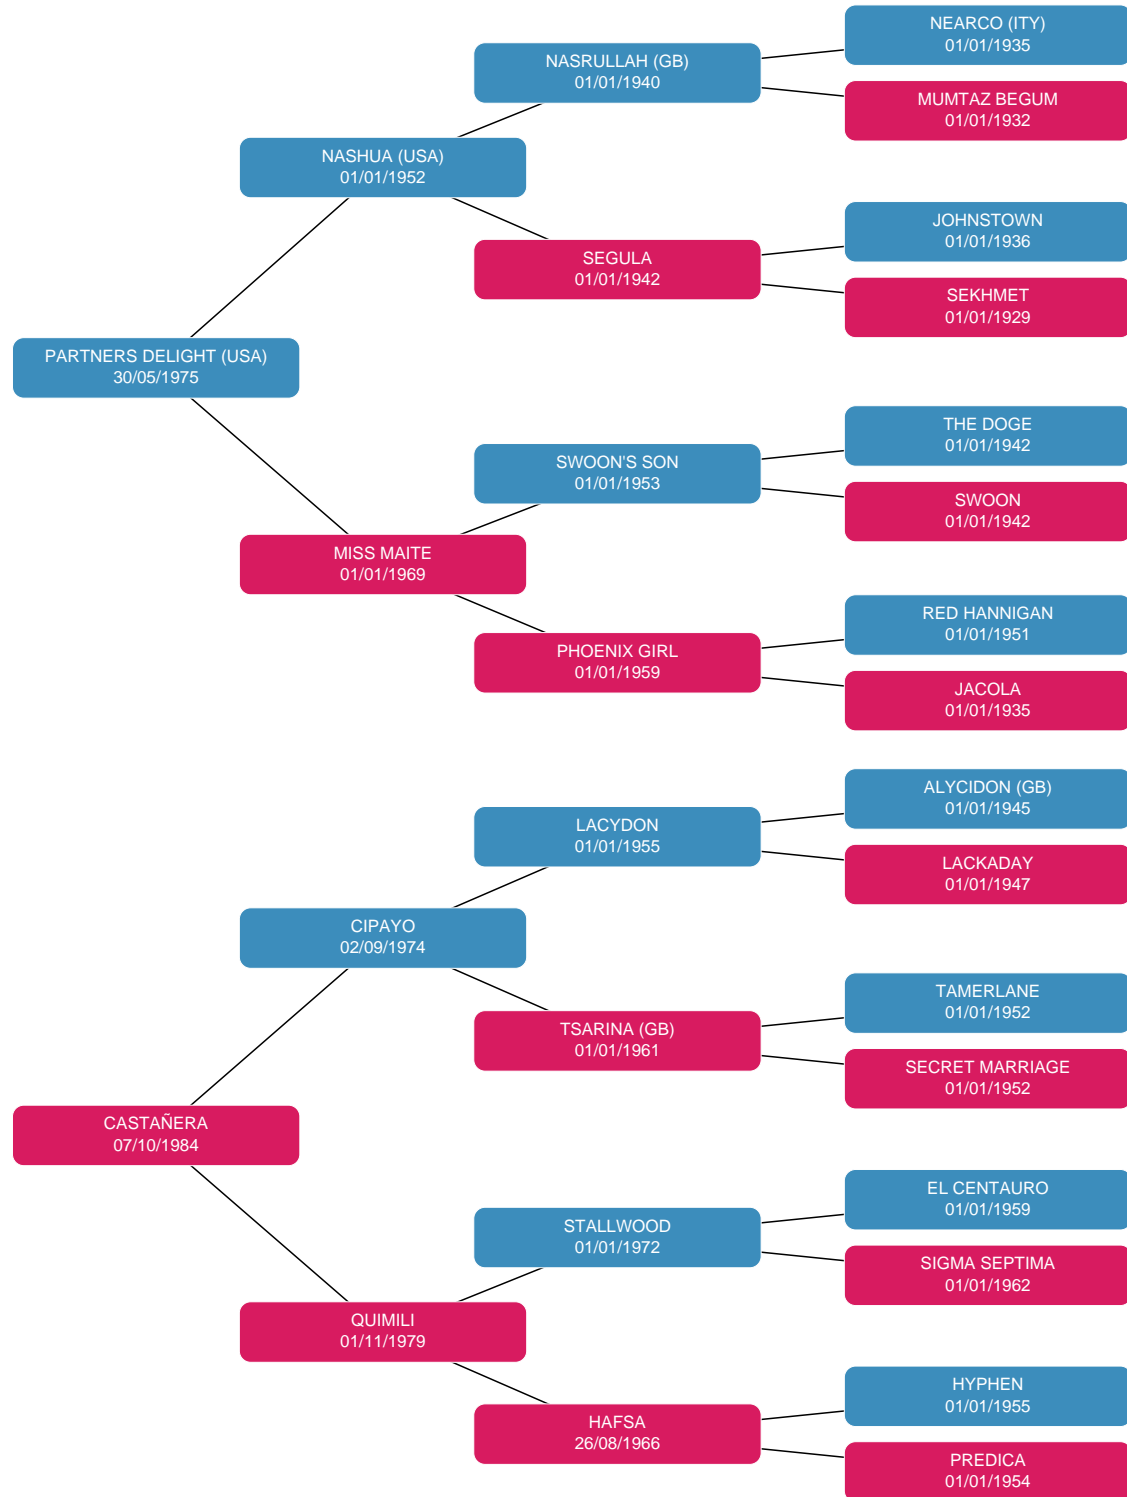 NEARCO (ITY)
01/01/1935
NASRULLAH (GB)
01/01/1940
MUMTAZ BEGUM
01/01/1932
NASHUA (USA)
01/01/1952
JOHNSTOWN
01/01/1936
SEGULA
01/01/1942
SEKHMET
01/01/1929
PARTNERS DELIGHT (USA)
30/05/1975
THE DOGE
01/01/1942
SWOON'S SON
01/01/1953
SWOON
01/01/1942
MISS MAITE
01/01/1969
RED HANNIGAN
01/01/1951
PHOENIX GIRL
01/01/1959
JACOLA
01/01/1935
ALYCIDON (GB)
01/01/1945
LACYDON
01/01/1955
LACKADAY
01/01/1947
CIPAYO
02/09/1974
TAMERLANE
01/01/1952
TSARINA (GB)
01/01/1961
SECRET MARRIAGE
01/01/1952
CASTAÑERA
07/10/1984
EL CENTAURO
01/01/1959
STALLWOOD
01/01/1972
SIGMA SEPTIMA
01/01/1962
QUIMILI
01/11/1979
HYPHEN
01/01/1955
HAFSA
26/08/1966
PREDICA
01/01/1954